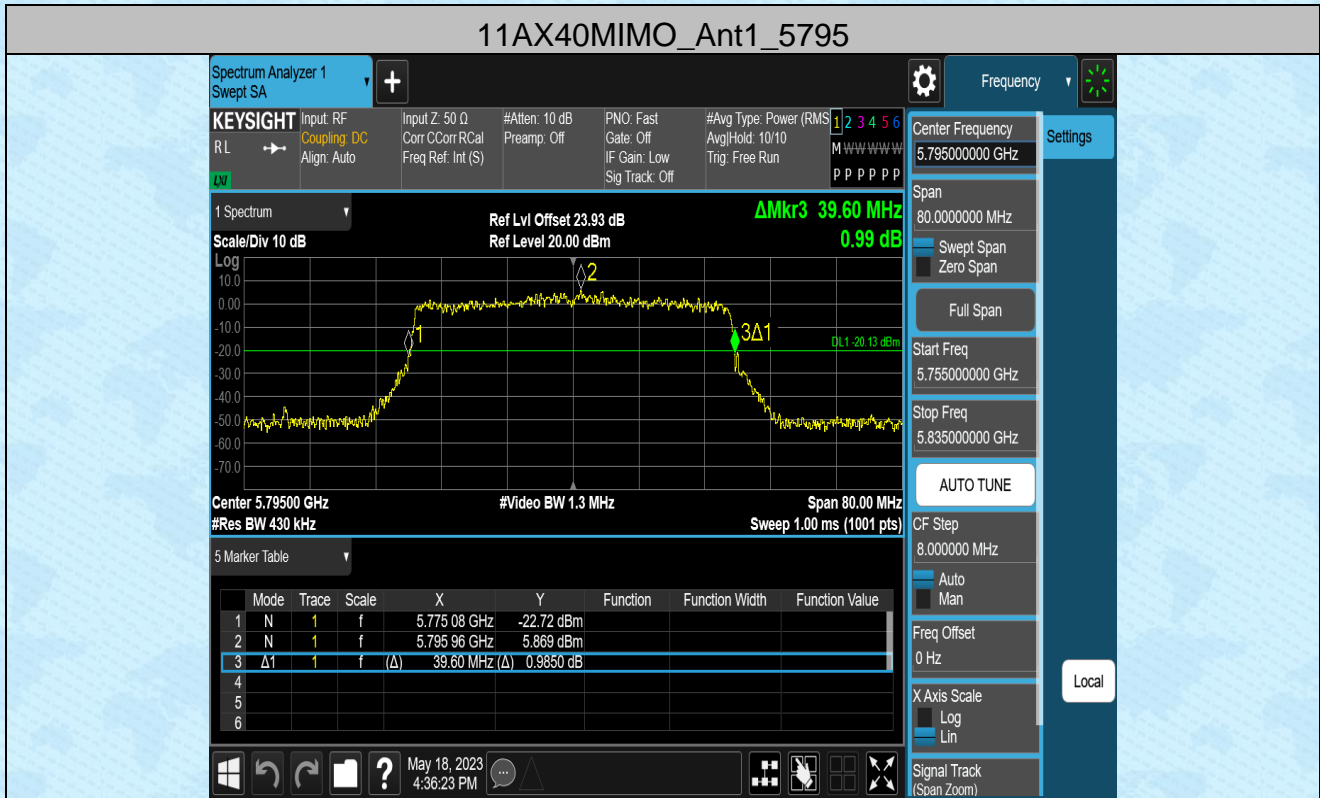 11AX40MIMO_Ant1_5795
Spectrum Analyzer 1
Swept SA
+
Frequency
KEYSIGHT
RL
LXI
Input: RF
Coupling: DC
Align: Auto
Input Z: 50 Ω
Corr CCorr RCal
Freq Ref: Int (S)
#Atten: 10 dB
Preamp: Off
PNO: Fast
Gate: Off
IF Gain: Low
Sig Track: Off
#Avg Type: Power (RMS
Avg|Hold: 10/10
Trig: Free Run
1 2 3 4 5 6
M W W W W W
P P P P P P
1 Spectrum
Scale/Div 10 dB
Ref Lvl Offset 23.93 dB
Ref Level 20.00 dBm
ΔMkr3 39.60 MHz
0.99 dB
Log
10.0
0.00
-10.0
-20.0
-30.0
-40.0
-50.0
-60.0
-70.0
1
2
3Δ1
DL1 -20.13 dBm
Center 5.79500 GHz
#Video BW 1.3 MHz
Span 80.00 MHz
#Res BW 430 kHz
Sweep 1.00 ms (1001 pts)
5 Marker Table
Mode Trace Scale X Y Function Function Width Function Value
1 N 1 f 5.775 08 GHz -22.72 dBm
2 N 1 f 5.795 96 GHz 5.869 dBm
3 Δ1 1 f (Δ) 39.60 MHz (Δ) 0.9850 dB
4
5
6
?
May 18, 2023
4:36:23 PM
Center Frequency
5.795000000 GHz
Span
80.0000000 MHz
Swept Span
Zero Span
Full Span
Start Freq
5.755000000 GHz
Stop Freq
5.835000000 GHz
AUTO TUNE
CF Step
8.000000 MHz
Auto
Man
Freq Offset
0 Hz
X Axis Scale
Log
Lin
Signal Track
(Span Zoom)
Settings
Local